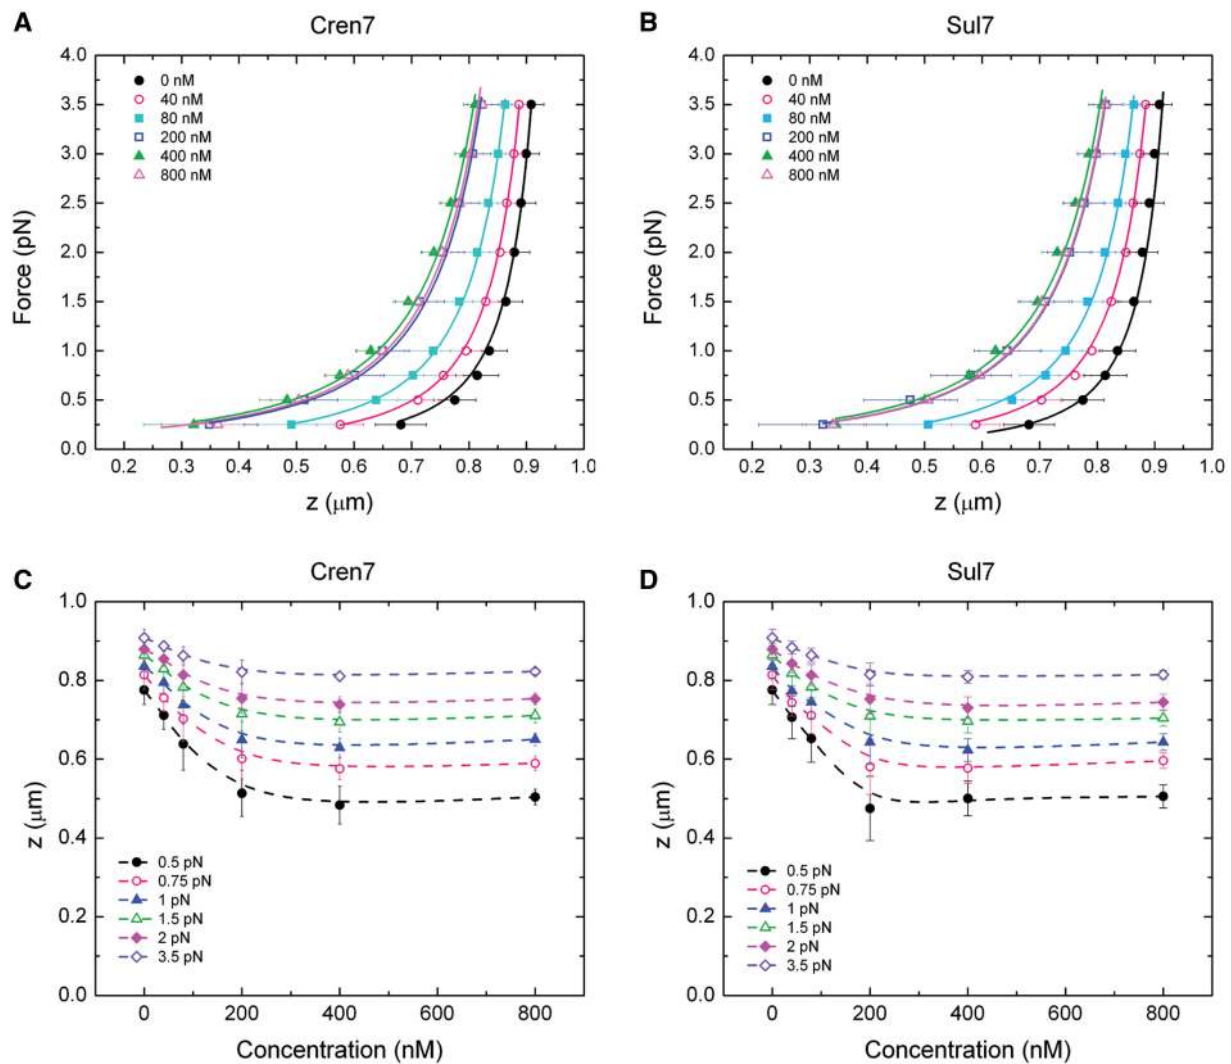 A
Cren7
4.0
3.5
3.0
2.5
2.0
1.5
1.0
0.5
0.0
Force (pN)
0 nM
40 nM
80 nM
200 nM
400 nM
800 nM
0.2 0.3 0.4 0.5 0.6 0.7 0.8 0.9 1.0
z (μm)
B
Sul7
4.0
3.5
3.0
2.5
2.0
1.5
1.0
0.5
0.0
Force (pN)
0 nM
40 nM
80 nM
200 nM
400 nM
800 nM
0.2 0.3 0.4 0.5 0.6 0.7 0.8 0.9 1.0
z (μm)
C
Cren7
1.0
0.8
0.6
0.4
0.2
0.0
z (μm)
0.5 pN
0.75 pN
1 pN
1.5 pN
2 pN
3.5 pN
0 200 400 600 800
Concentration (nM)
D
Sul7
1.0
0.8
0.6
0.4
0.2
0.0
z (μm)
0.5 pN
0.75 pN
1 pN
1.5 pN
2 pN
3.5 pN
0 200 400 600 800
Concentration (nM)